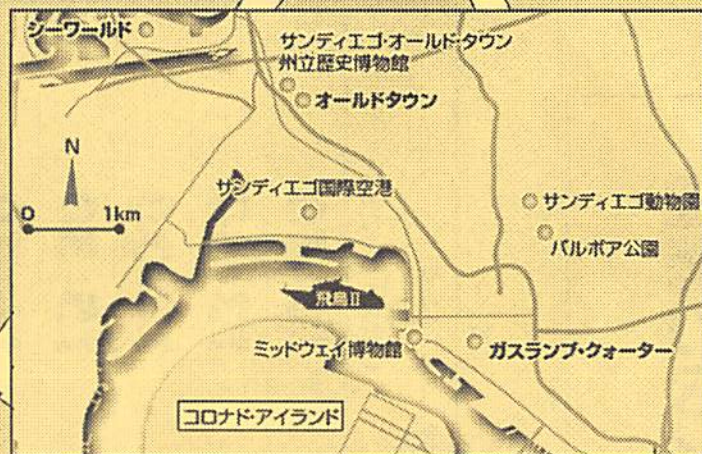 シーワールド
サンディエゴ・オールド・タウン
州立歴史博物館
オールドタウン
N
サンディエゴ国際空港
0 1km
サンディエゴ動物園
バルボア公園
飛鳥II
ミッドウェイ博物館
ガスランプ・クォーター
コロナド・アイランド